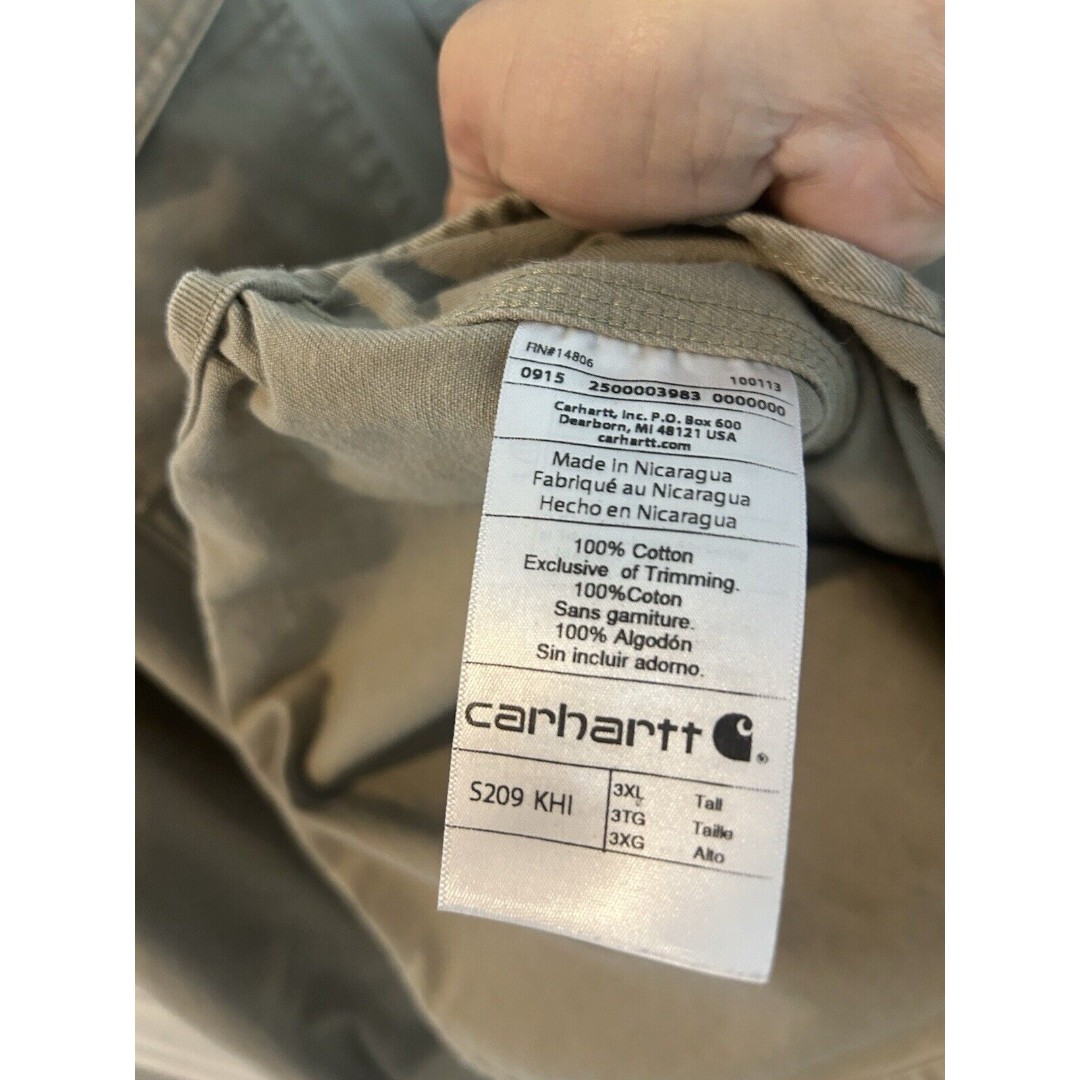 RN#14806 100113
0915 2500003983 0000000
Carhartt, Inc. P.O. Box 600
Dearborn, MI 48121 USA
carhartt.com
Made in Nicaragua
Fabriqué au Nicaragua
Hecho en Nicaragua
100% Cotton
Exclusive of Trimming.
100%Coton
Sans garniture.
100% Algodón
Sin incluir adorno.
carhartt ®
S209 KHI
3XL Tall
3TG Taille
3XG Alto